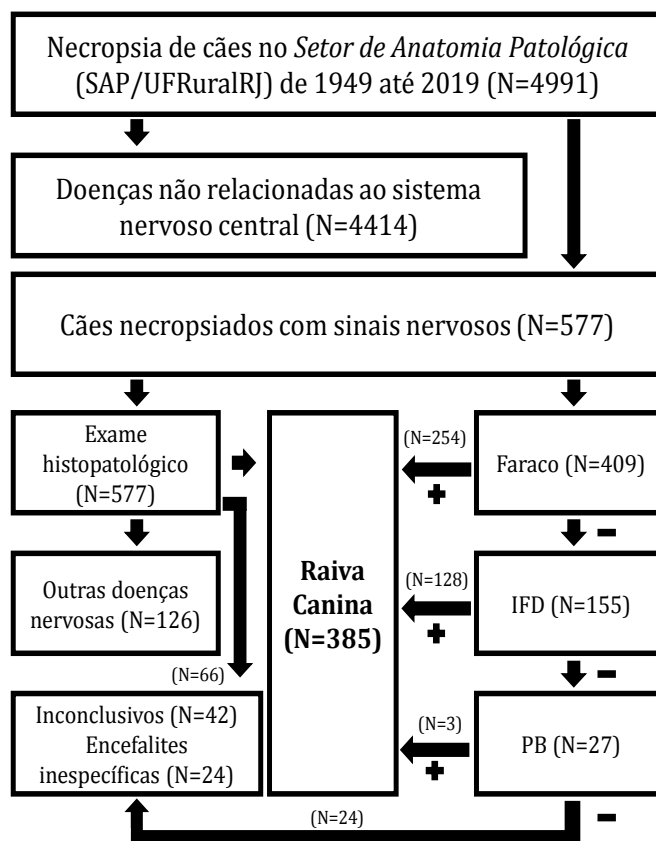 Necropsia de cães no Setor de Anatomia Patológica
(SAP/UFRuralRJ) de 1949 até 2019 (N=4991)
Doenças não relacionadas ao sistema
nervoso central (N=4414)
Cães necropsiados com sinais nervosos (N=577)
Exame
histopatológico
(N=577)
Raiva
Canina
(N=385)
(N=254)
+
Faraco (N=409)
-
Outras doenças
nervosas (N=126)
(N=128)
+
IFD (N=155)
-
(N=66)
Inconclusivos (N=42)
Encefalites
inespecíficas (N=24)
(N=3)
+
PB (N=27)
-
(N=24)